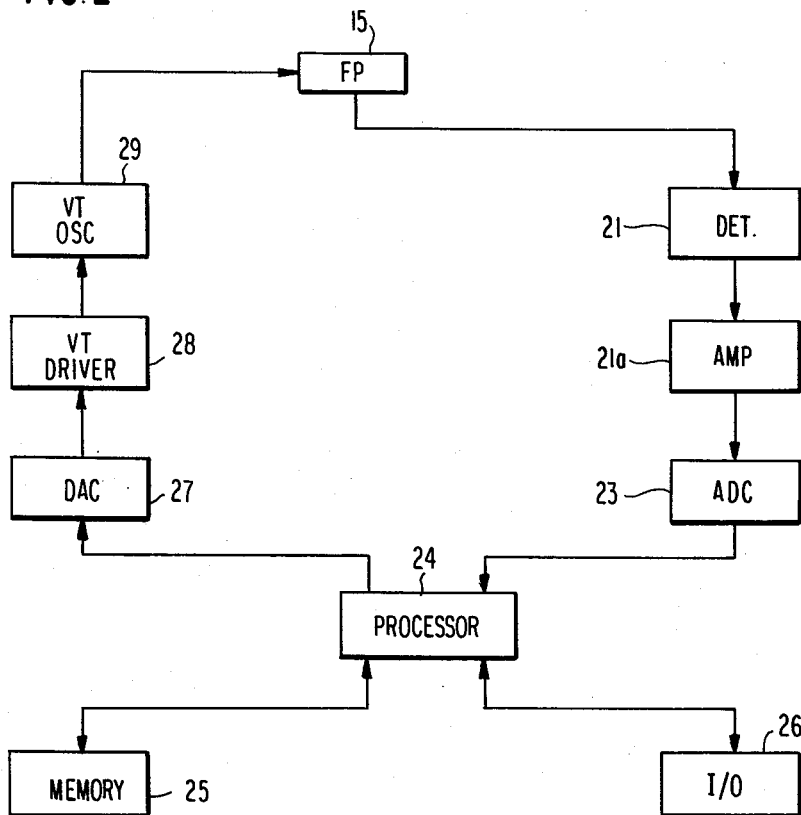 15
FP
29
VT
OSC
21
DET.
VT
DRIVER
28
21a
AMP
DAC
27
23
ADC
24
PROCESSOR
MEMORY
25
26
I/O